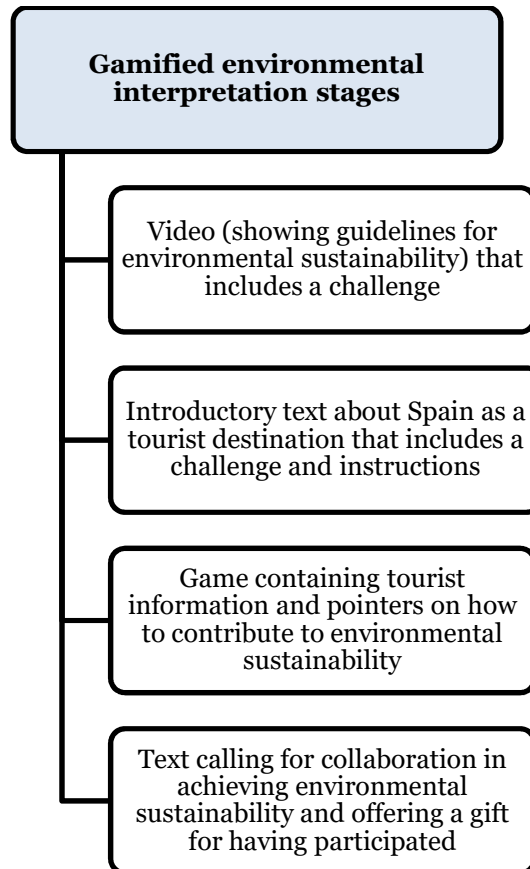 Gamified environmental
interpretation stages
Video (showing guidelines for
environmental sustainability) that
includes a challenge
Introductory text about Spain as a
tourist destination that includes a
challenge and instructions
Game containing tourist
information and pointers on how
to contribute to environmental
sustainability
Text calling for collaboration in
achieving environmental
sustainability and offering a gift
for having participated